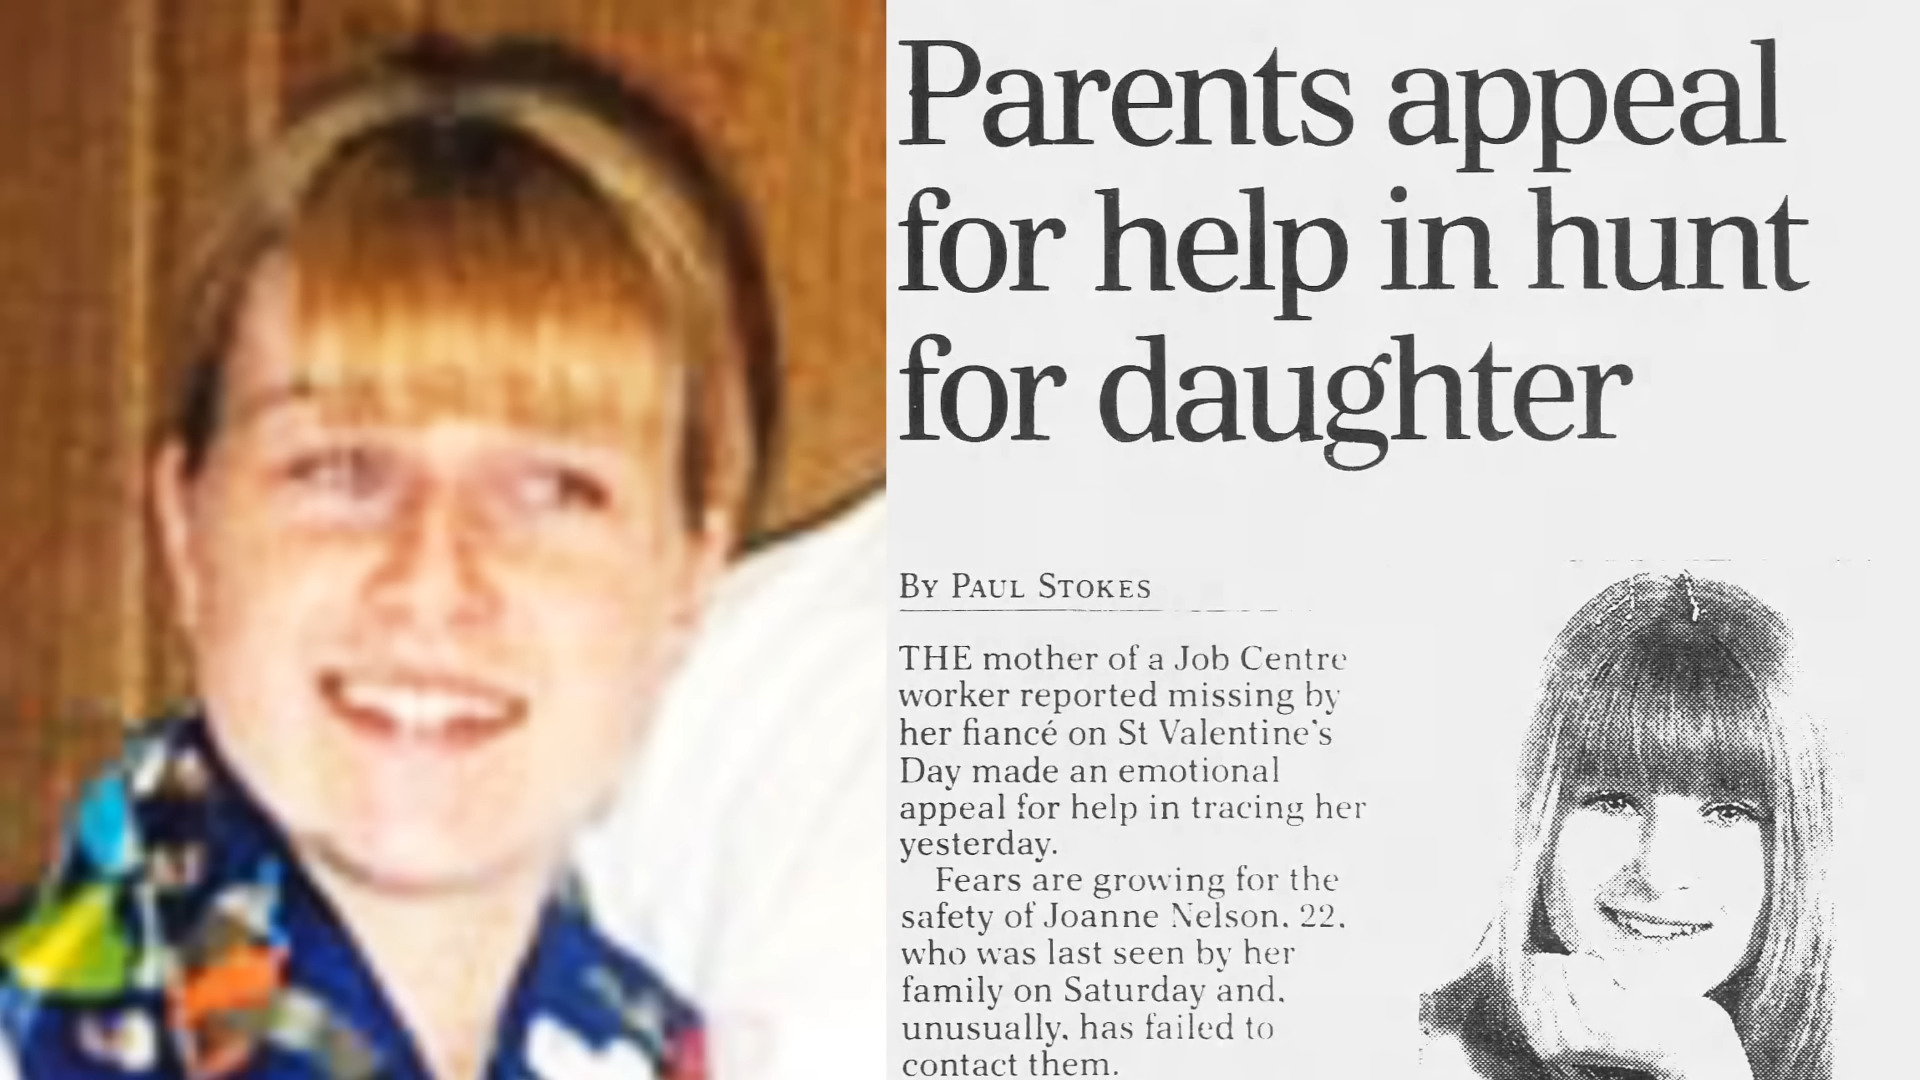 Parents appeal
for help in hunt
for daughter
BY PAUL STOKES
THE mother of a Job Centre
worker reported missing by
her fiancé on St Valentine's
Day made an emotional
appeal for help in tracing her
yesterday.
Fears are growing for the
safety of Joanne Nelson, 22,
who was last seen by her
family on Saturday and,
unusually, has failed to
contact them.